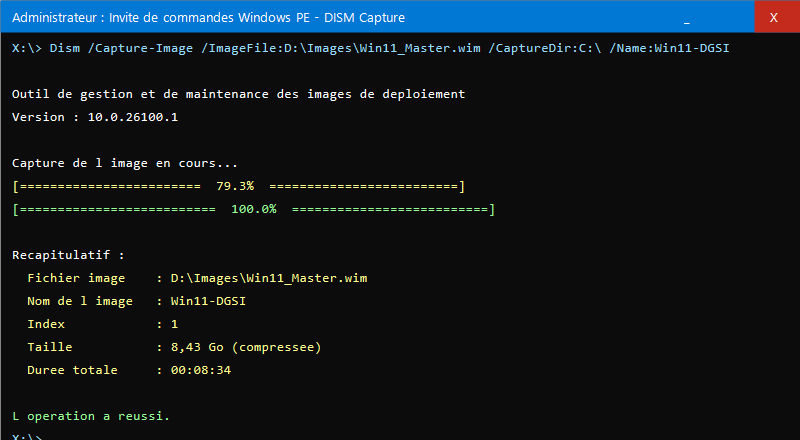 Administrateur : Invite de commandes Windows PE - DISM Capture
_ X
X:\> Dism /Capture-Image /ImageFile:D:\Images\Win11_Master.wim /CaptureDir:C:\ /Name:Win11-DGSI
Outil de gestion et de maintenance des images de deploiement
Version : 10.0.26100.1
Capture de l image en cours...
[======================== 79.3% =========================]
[========================== 100.0% ==========================]
Recapitulatif :
Fichier image : D:\Images\Win11_Master.wim
Nom de l image : Win11-DGSI
Index : 1
Taille : 8,43 Go (compressee)
Duree totale : 00:08:34
L operation a reussi.
X:\>